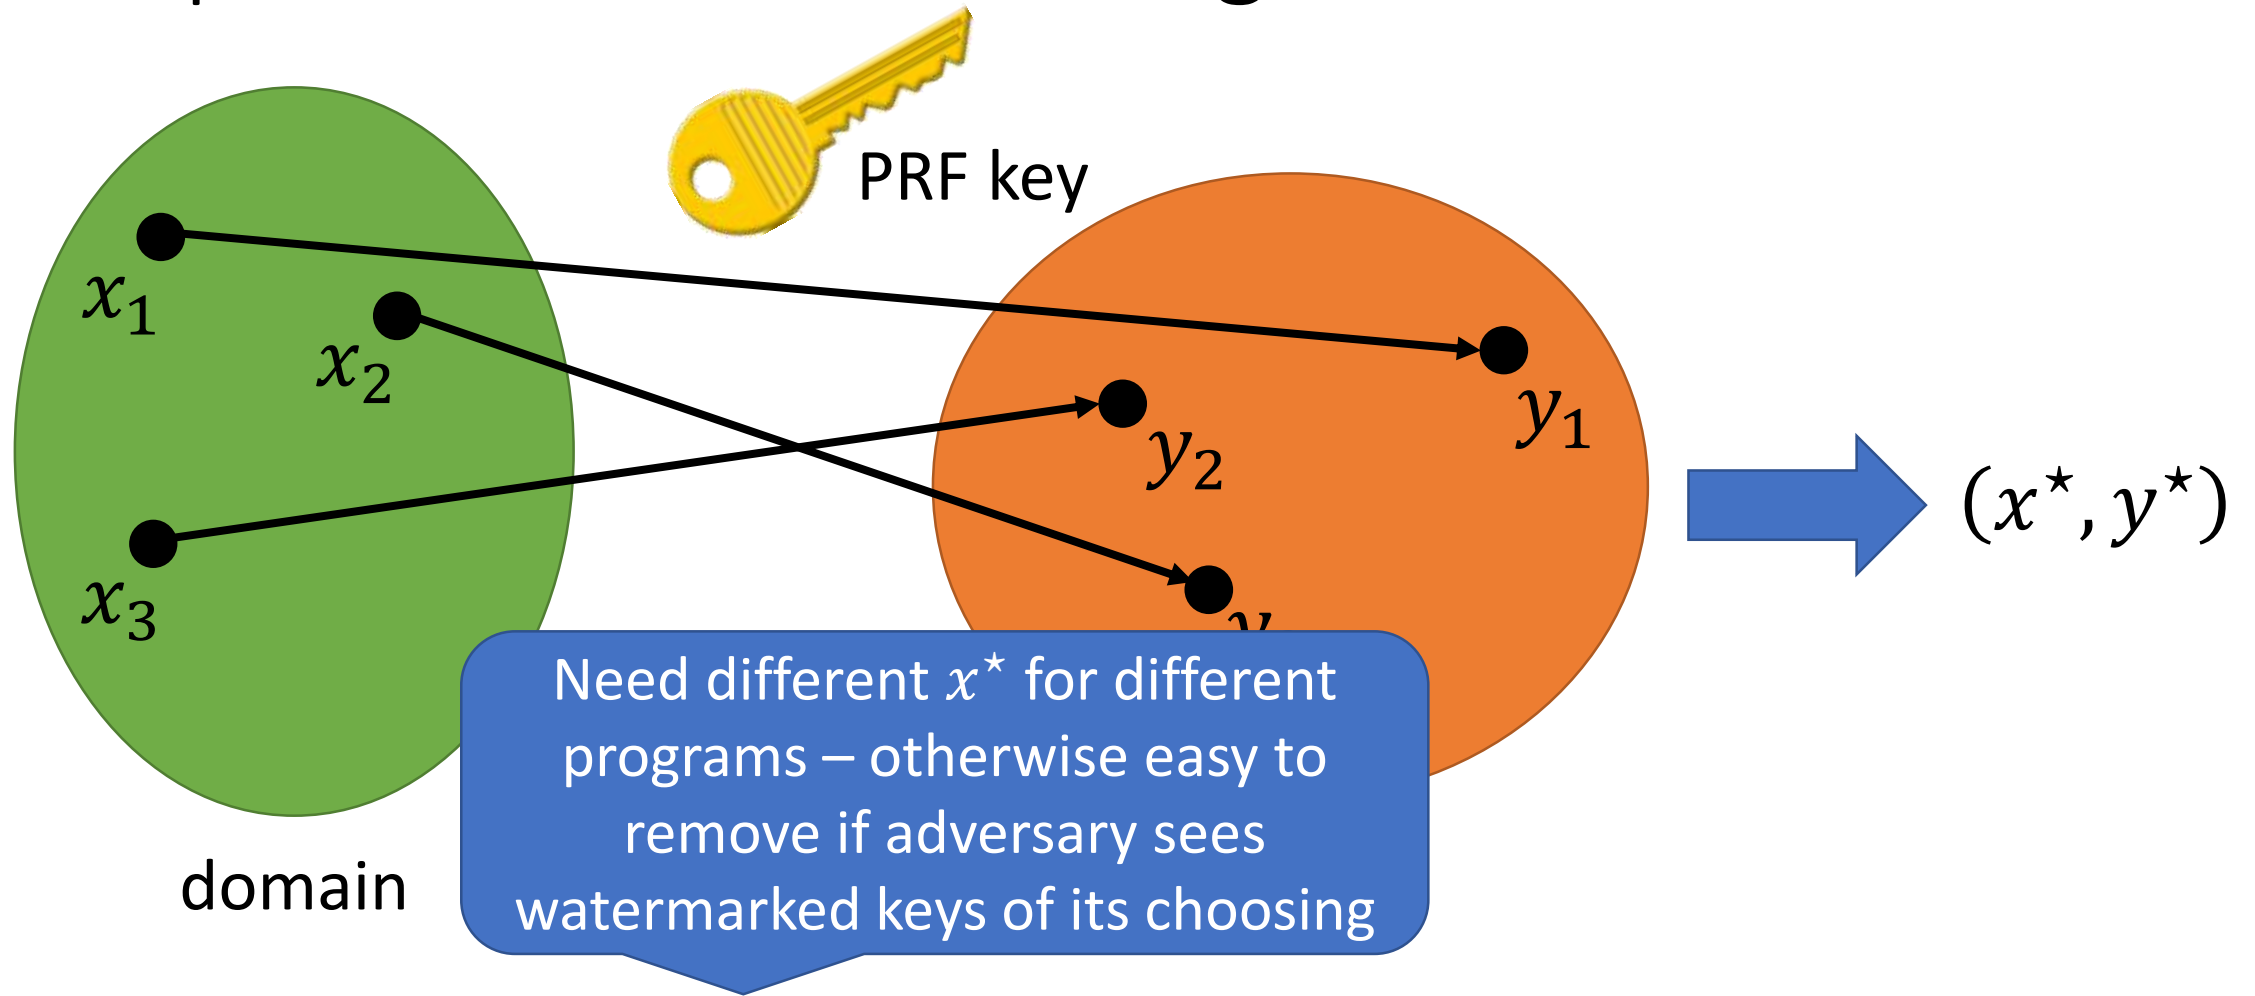 PRF key
x₁
x₂
x₃
y₁
y₂
y
(x⋆, y⋆)
Need different x⋆ for different
programs – otherwise easy to
remove if adversary sees
watermarked keys of its choosing
domain